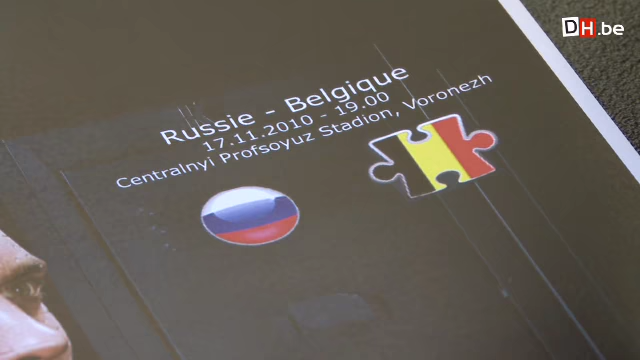 DH.be
Russie - Belgique
17.11.2010 - 19.00
Centralnyi Profsoyuz Stadion, Voronezh